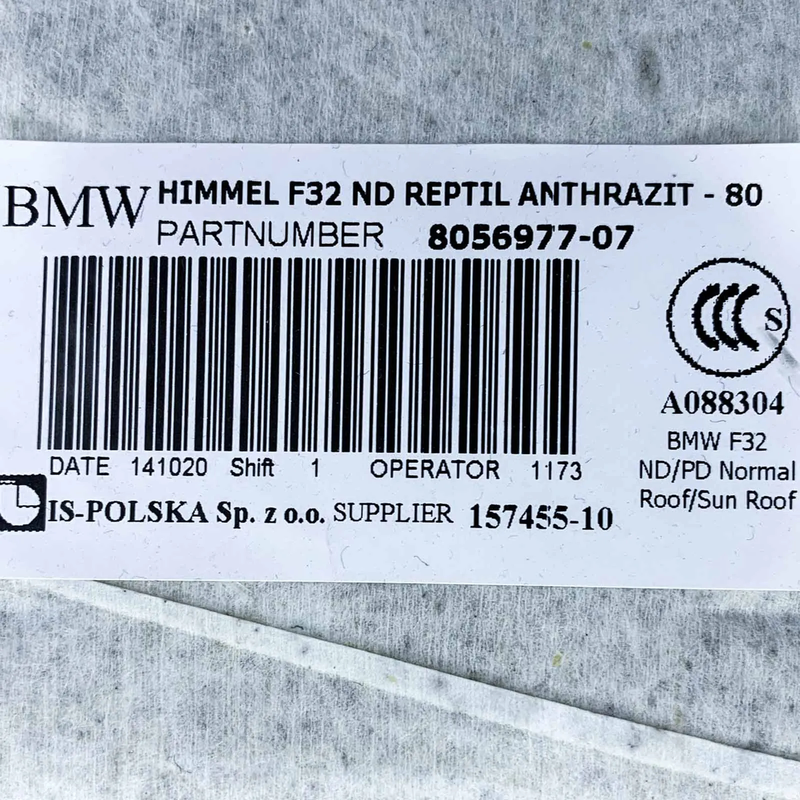 BMW HIMMEL F32 ND REPTIL ANTHRAZIT - 80
PARTNUMBER 8056977-07
S
A088304
BMW F32
ND/PD Normal
Roof/Sun Roof
DATE 141020 Shift 1 OPERATOR 1173
IS-POLSKA Sp. z o.o. SUPPLIER 157455-10